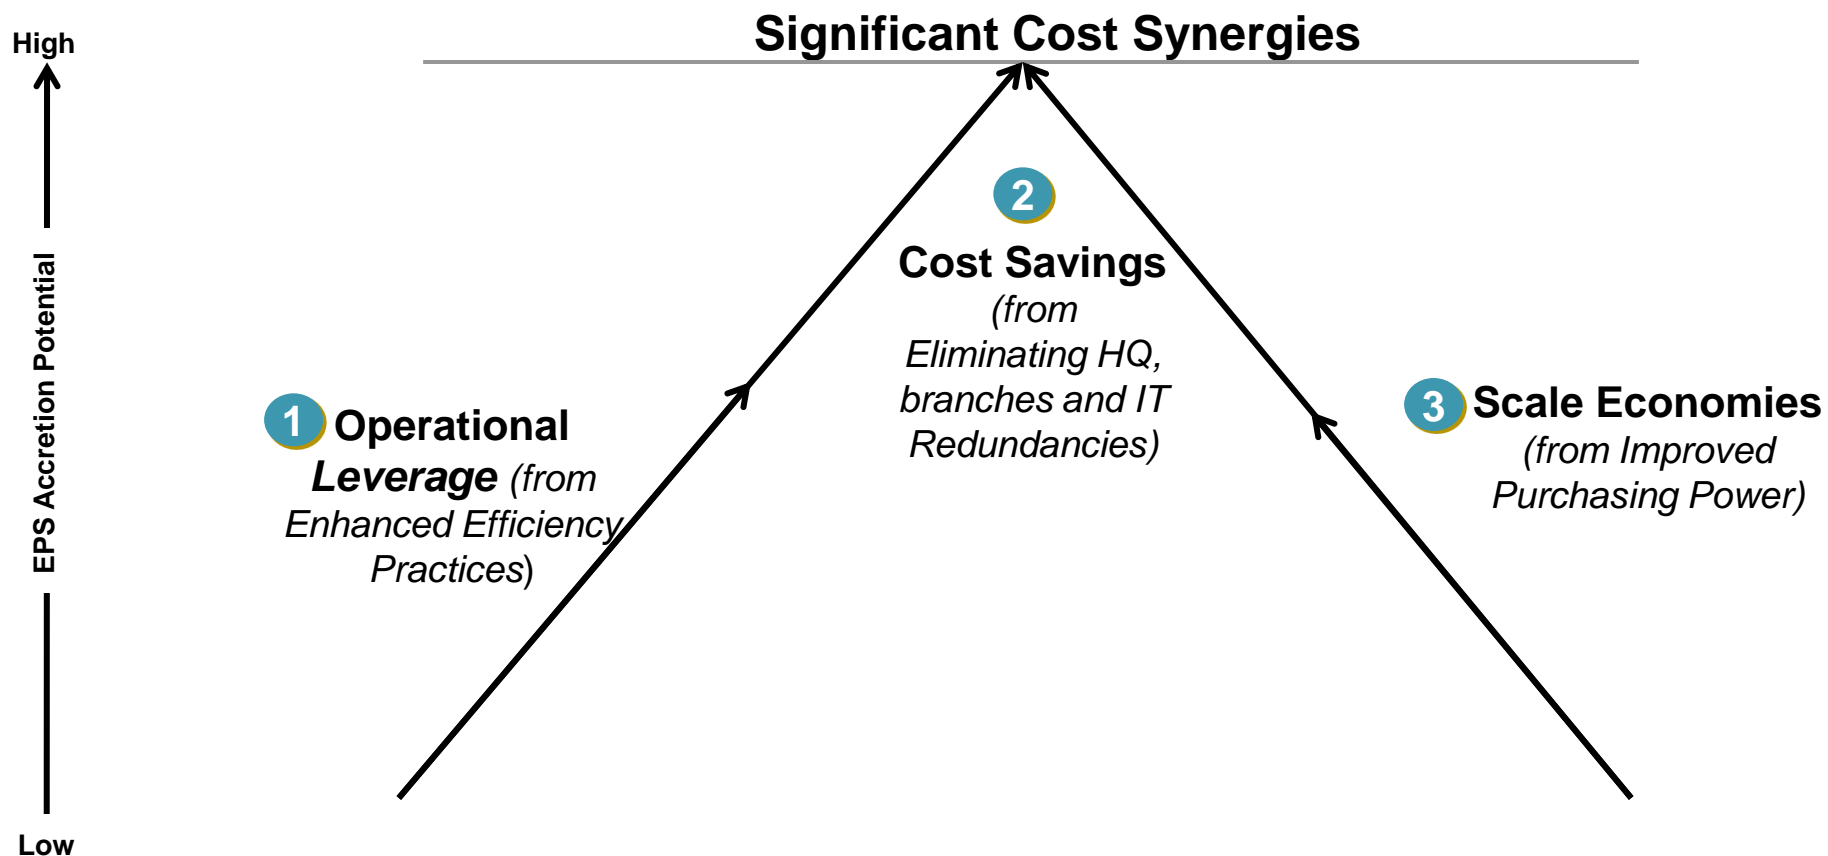 Significant Cost Synergies
High
EPS Accretion Potential
Low
1
Operational
Leverage (from
Enhanced Efficiency
Practices)
2
Cost Savings
(from
Eliminating HQ,
branches and IT
Redundancies)
3
Scale Economies
(from Improved
Purchasing Power)